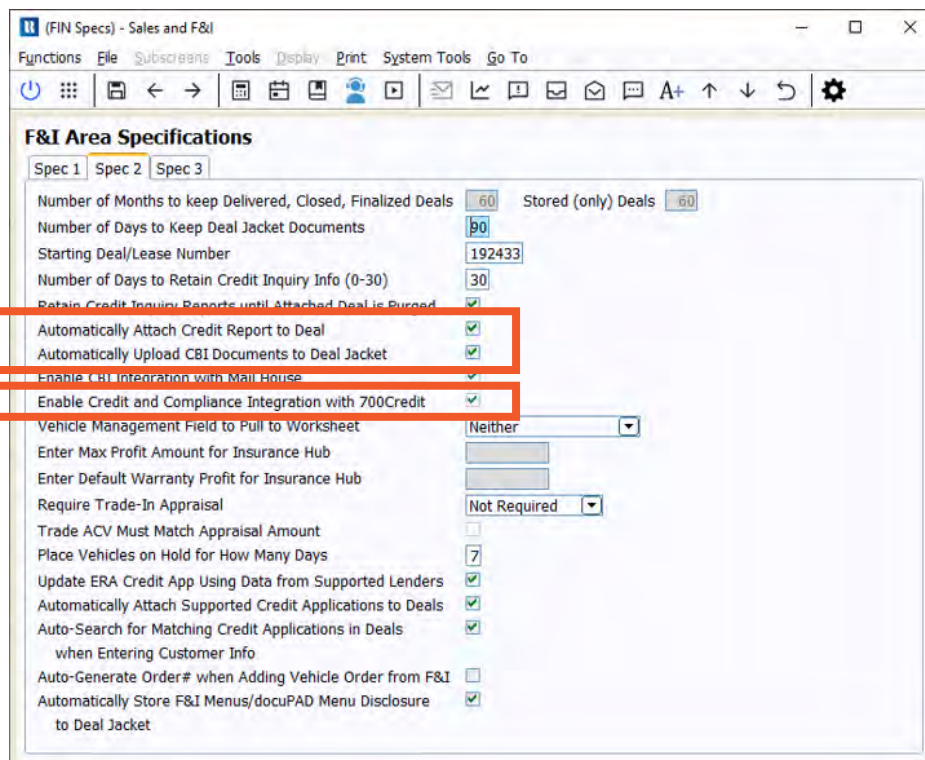 (FIN Specs) - Sales and F&I
Functions File Subscreens Tools Display Print System Tools Go To
A+
F&I Area Specifications
Spec 1 Spec 2 Spec 3
Number of Months to keep Delivered, Closed, Finalized Deals 60 Stored (only) Deals 60
Number of Days to Keep Deal Jacket Documents 90
Starting Deal/Lease Number 192433
Number of Days to Retain Credit Inquiry Info (0-30) 30
Retain Credit Inquiry Reports until Attached Deal is Purged
Automatically Attach Credit Report to Deal
Automatically Upload CBI Documents to Deal Jacket
Enable CBI Integration with Mail House
Enable Credit and Compliance Integration with 700Credit
Vehicle Management Field to Pull to Worksheet Neither
Enter Max Profit Amount for Insurance Hub
Enter Default Warranty Profit for Insurance Hub
Require Trade-In Appraisal Not Required
Trade ACV Must Match Appraisal Amount
Place Vehicles on Hold for How Many Days 7
Update ERA Credit App Using Data from Supported Lenders
Automatically Attach Supported Credit Applications to Deals
Auto-Search for Matching Credit Applications in Deals
when Entering Customer Info
Auto-Generate Order# when Adding Vehicle Order from F&I
Automatically Store F&I Menus/docuPAD Menu Disclosure
to Deal Jacket